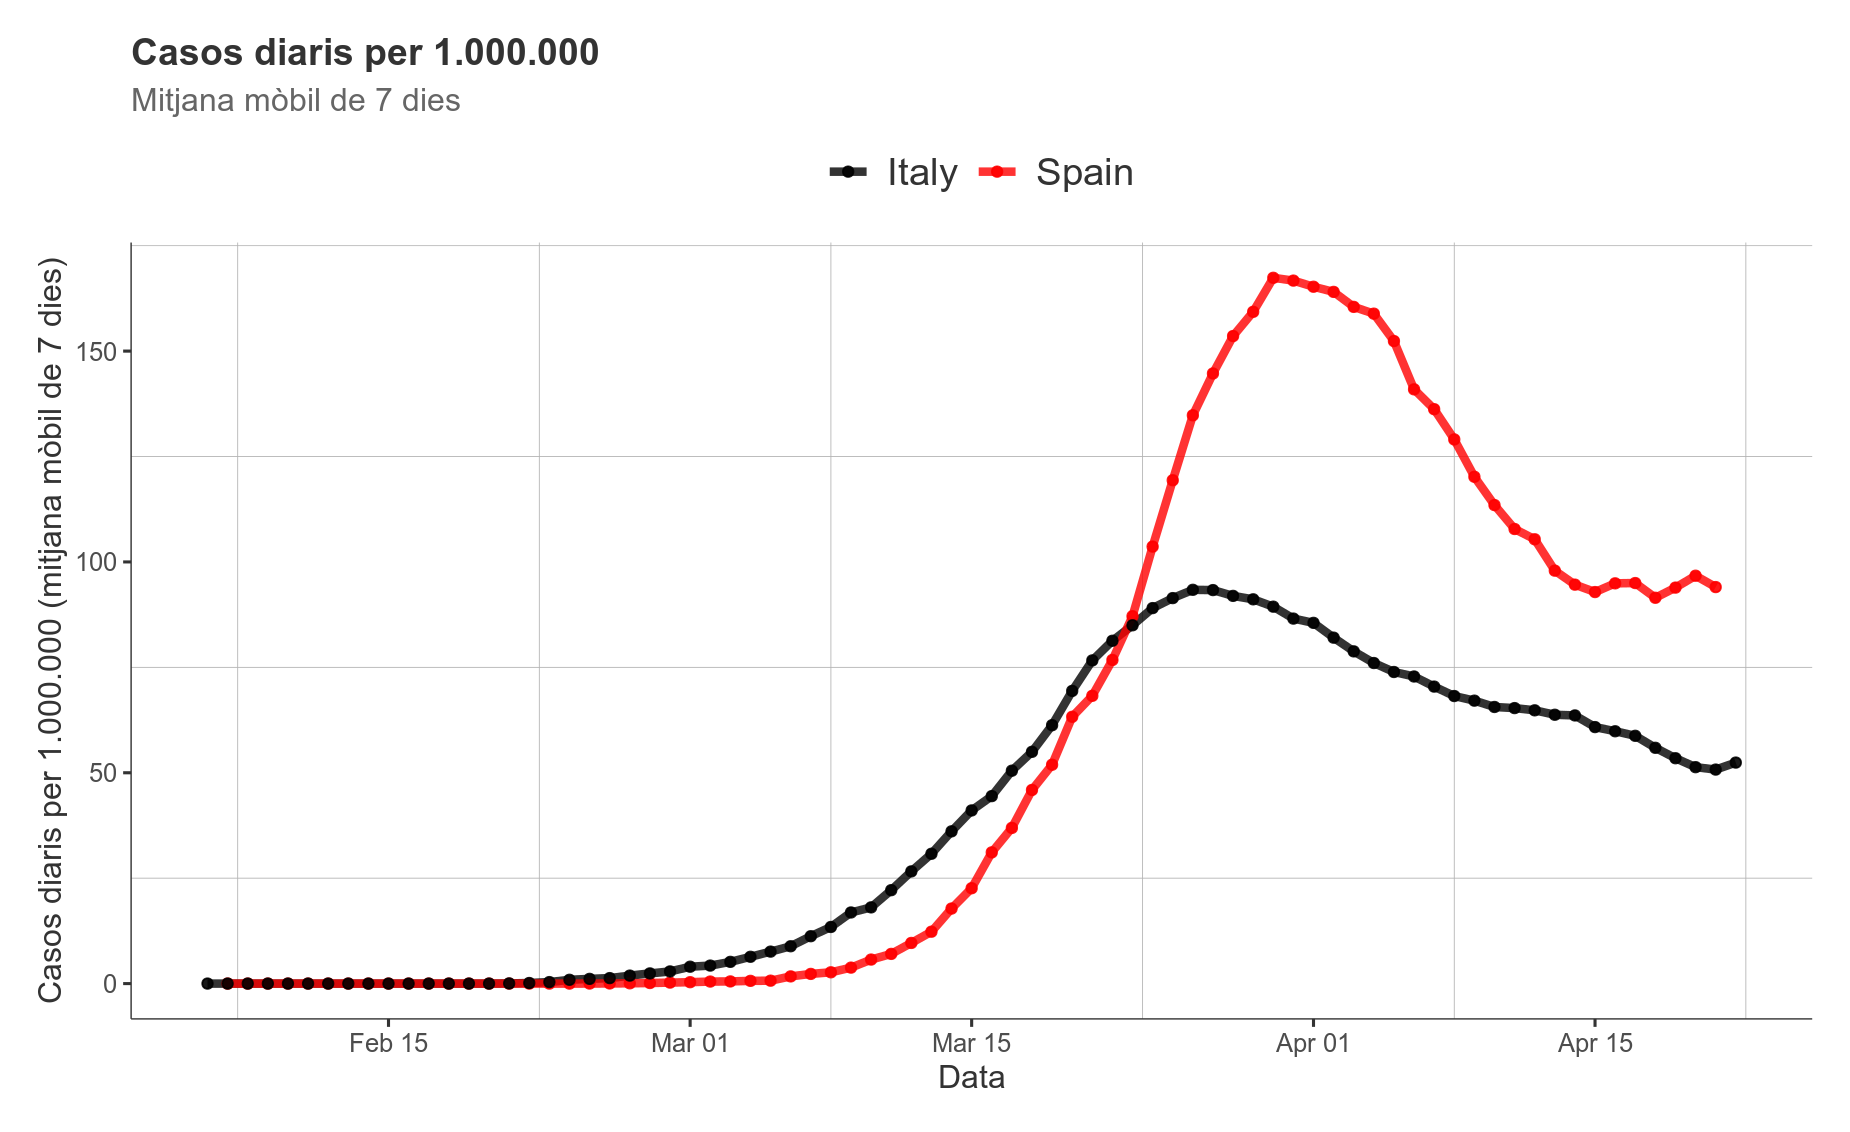 Casos diaris per 1.000.000
Mitjana mòbil de 7 dies
Italy Spain
Casos diaris per 1.000.000 (mitjana mòbil de 7 dies)
150
100
50
0
Feb 15 Mar 01 Mar 15 Apr 01 Apr 15
Data